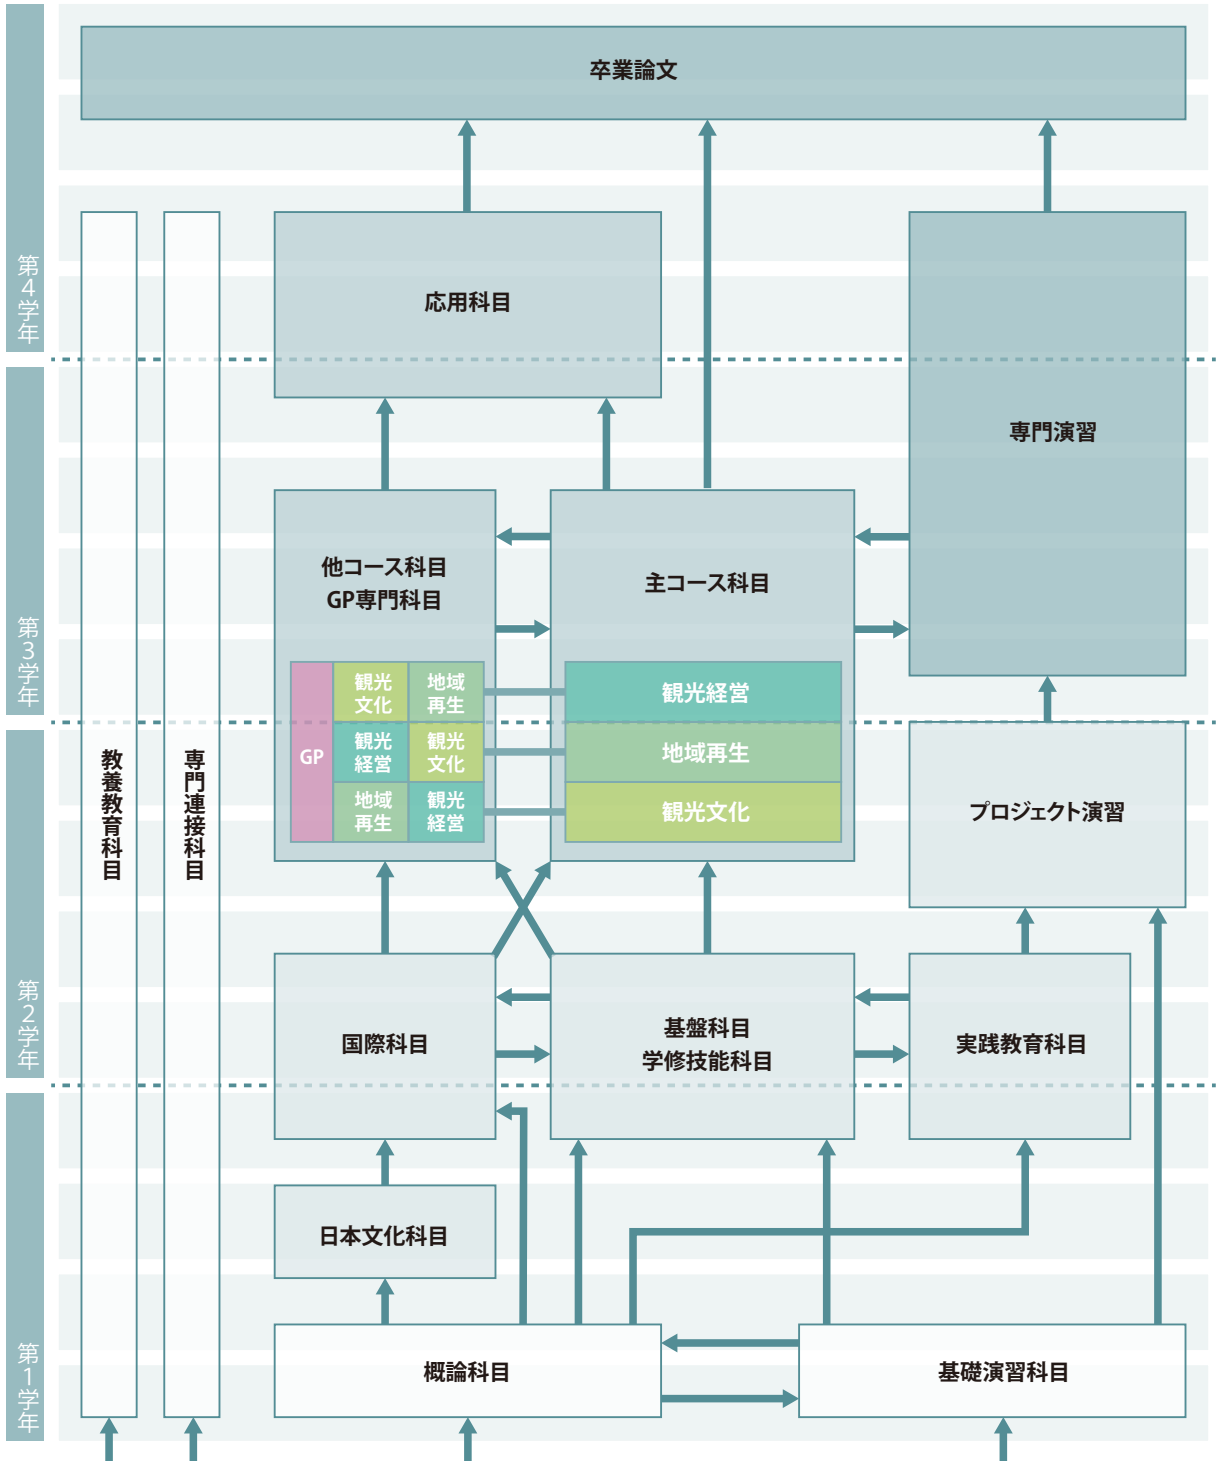 卒業論文
第4学年
応用科目
専門演習
他コース科目
GP専門科目
主コース科目
第3学年
GP
観光
文化
地域
再生
観光
経営
観光
文化
地域
再生
観光
経営
観光経営
地域再生
観光文化
教養教育科目
専門連接科目
プロジェクト演習
第2学年
国際科目
基盤科目
学修技能科目
実践教育科目
日本文化科目
第1学年
概論科目
基礎演習科目